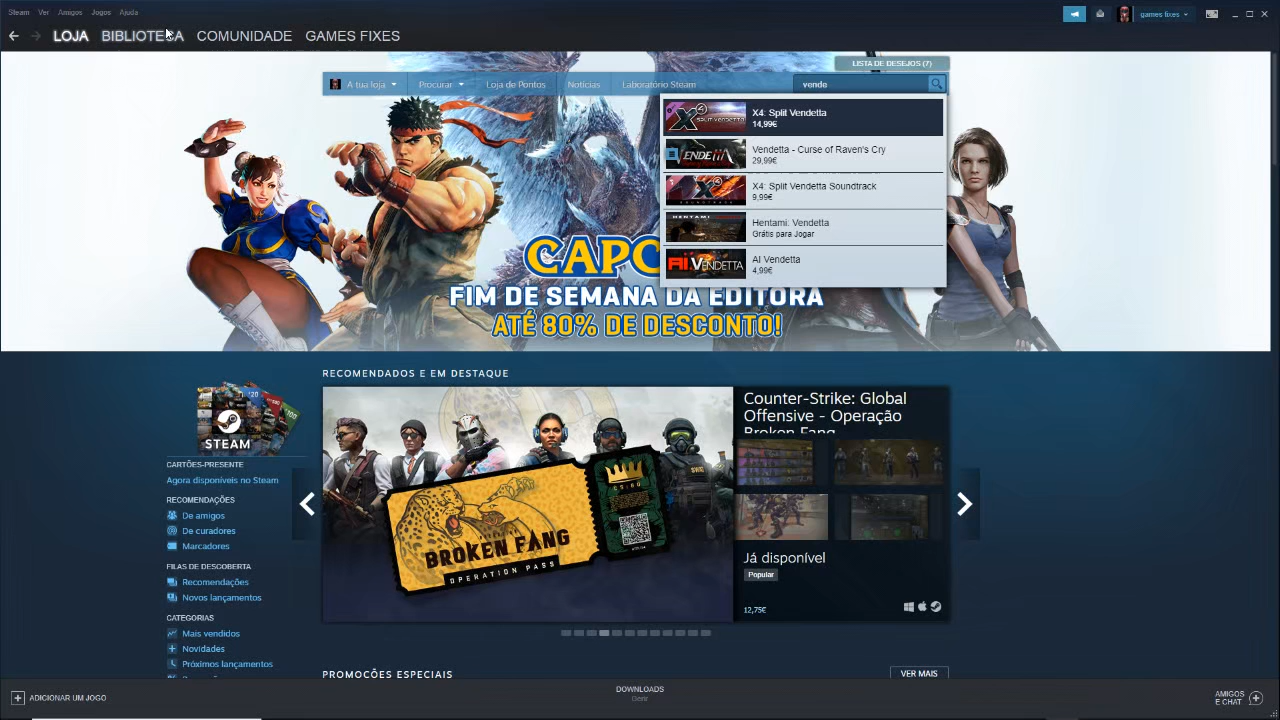 Steam Ver Amigos Jogos Ajuda
games fixes
LOJA BIBLIOTECA COMUNIDADE GAMES FIXES
LISTA DE DESEJOS (7)
A tua loja Procurar Loja de Pontos Notícias Laboratório Steam vende
X4: Split Vendetta
14,99€
Vendetta - Curse of Raven's Cry
29,99€
X4: Split Vendetta Soundtrack
9,99€
Hentami: Vendetta
Grátis para Jogar
AI Vendetta
4,99€
CAPC
FIM DE SEMANA DA EDITORA
ATÉ 80% DE DESCONTO!
STEAM
CARTÕES-PRESENTE
Agora disponíveis no Steam
RECOMENDAÇÕES
De amigos
De curadores
Marcadores
FILAS DE DESCOBERTA
Recomendações
Novos lançamentos
CATEGORIAS
Mais vendidos
Novidades
Próximos lançamentos
RECOMENDADOS E EM DESTAQUE
BROKEN FANG
OPERATION PASS
Counter-Strike: Global
Offensive - Operação
Broken Fang
Já disponível
Popular
12,75€
PROMOÇÕES ESPECIAIS
VER MAIS
ADICIONAR UM JOGO
DOWNLOADS
Gerir
AMIGOS
E CHAT